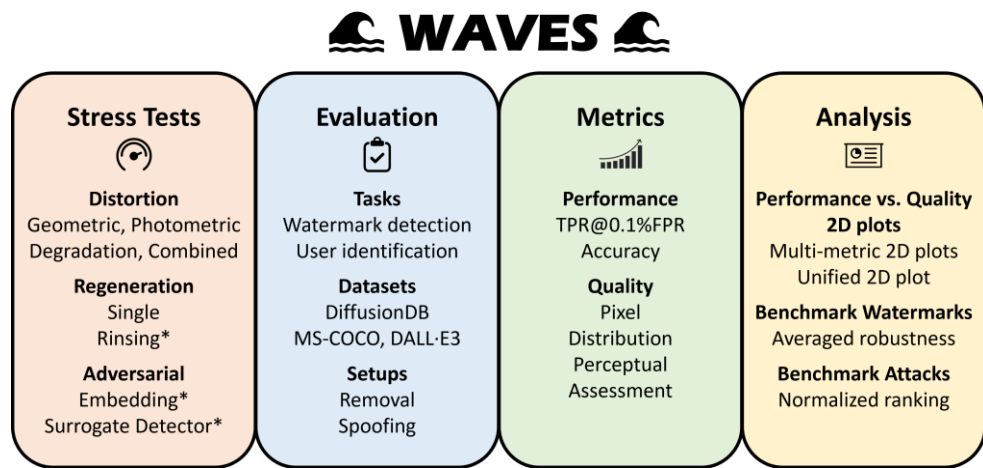 WAVES
Stress Tests
Distortion
Geometric, Photometric
Degradation, Combined
Regeneration
Single
Rinsing*
Adversarial
Embedding*
Surrogate Detector*
Evaluation
Tasks
Watermark detection
User identification
Datasets
DiffusionDB
MS-COCO, DALL·E3
Setups
Removal
Spoofing
Metrics
Performance
TPR@0.1%FPR
Accuracy
Quality
Pixel
Distribution
Perceptual
Assessment
Analysis
Performance vs. Quality
2D plots
Multi-metric 2D plots
Unified 2D plot
Benchmark Watermarks
Averaged robustness
Benchmark Attacks
Normalized ranking